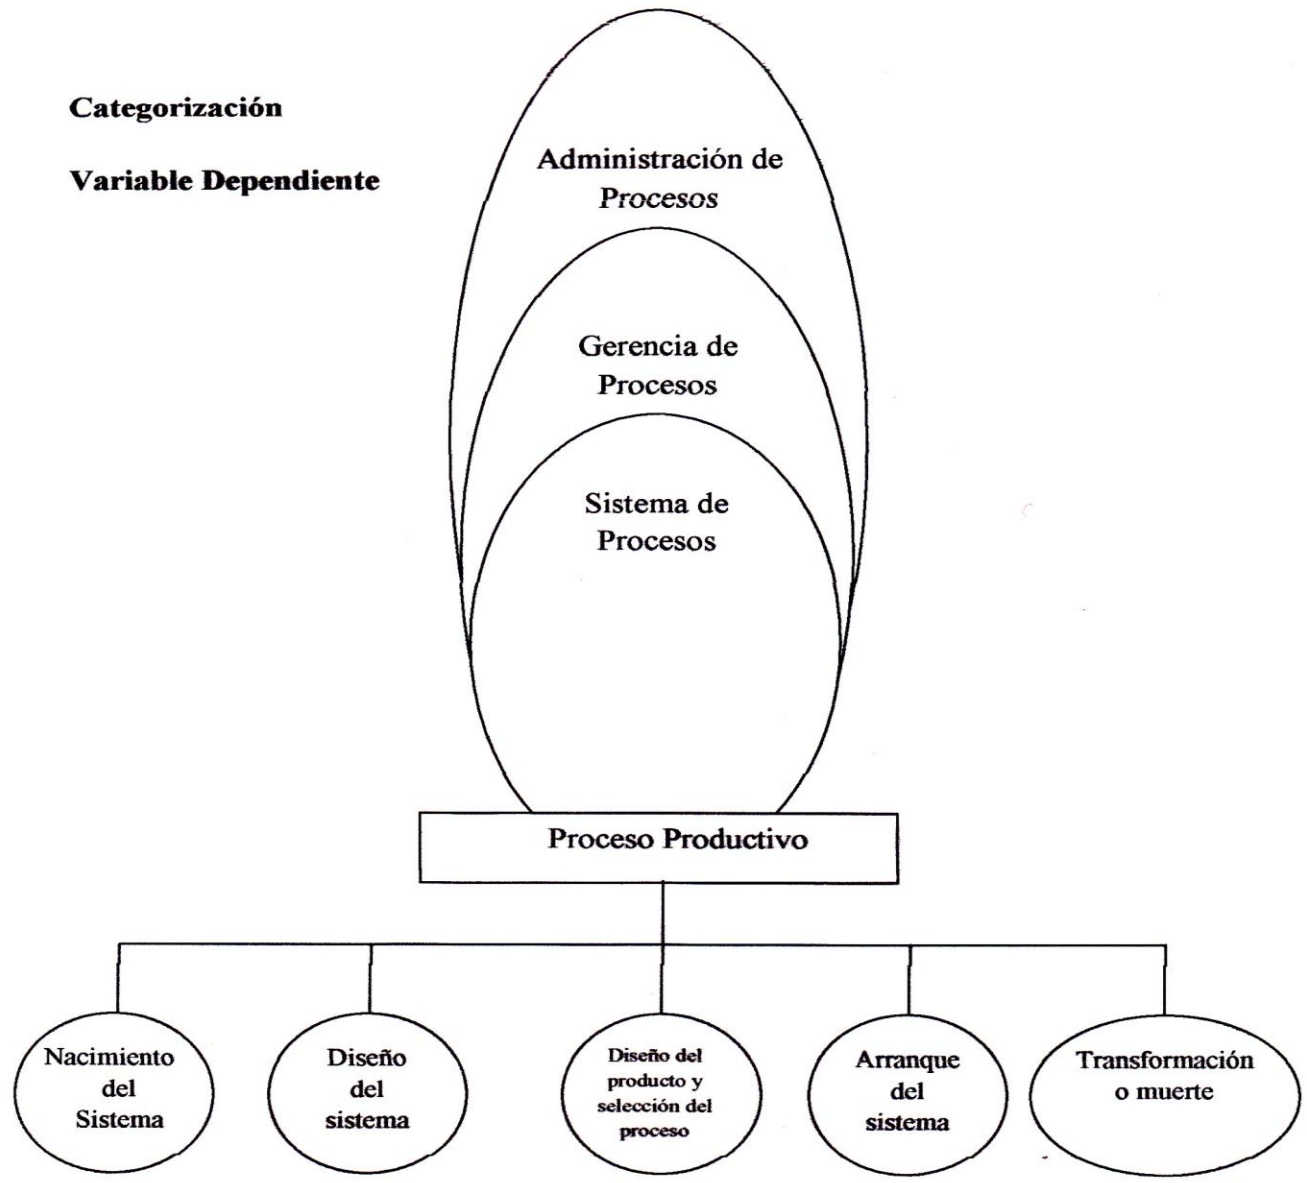 Categorización
Variable Dependiente
Administración de
Procesos
Gerencia de
Procesos
Sistema de
Procesos
Proceso Productivo
Nacimiento
del
Sistema
Diseño
del
sistema
Diseño del
producto y
selección del
proceso
Arranque
del
sistema
Transformación
o muerte